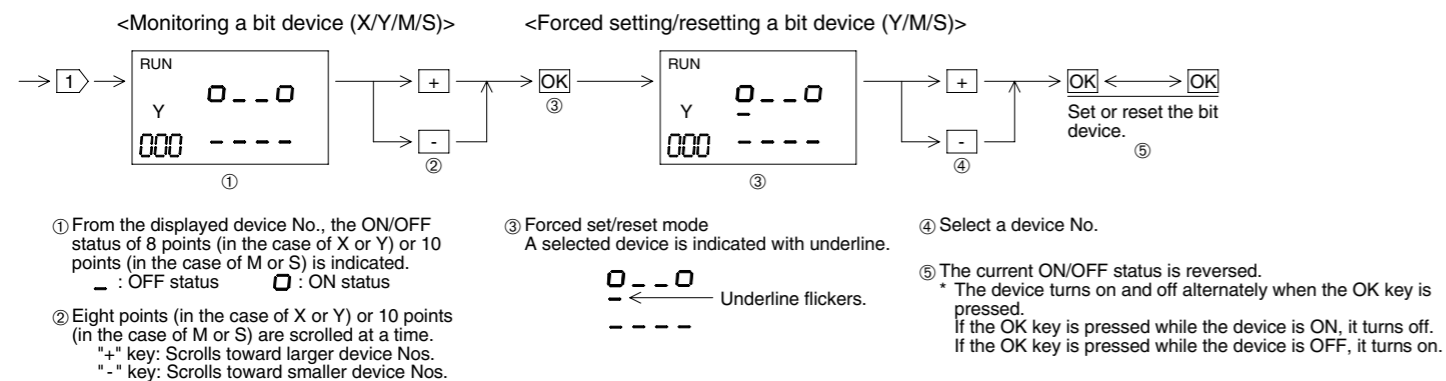 <Monitoring a bit device (X/Y/M/S)>
<Forced setting/resetting a bit device (Y/M/S)>
1
RUN
Y
000
①
+
-
②
OK
③
RUN
Y
000
③
+
-
④
OK
OK
Set or reset the bit
device.
⑤
① From the displayed device No., the ON/OFF
status of 8 points (in the case of X or Y) or 10
points (in the case of M or S) is indicated.
: OFF status : ON status
② Eight points (in the case of X or Y) or 10 points
(in the case of M or S) are scrolled at a time.
"+" key: Scrolls toward larger device Nos.
"-" key: Scrolls toward smaller device Nos.
③ Forced set/reset mode
A selected device is indicated with underline.
Underline flickers.
④ Select a device No.
⑤ The current ON/OFF status is reversed.
* The device turns on and off alternately when the OK key is
pressed.
If the OK key is pressed while the device is ON, it turns off.
If the OK key is pressed while the device is OFF, it turns on.